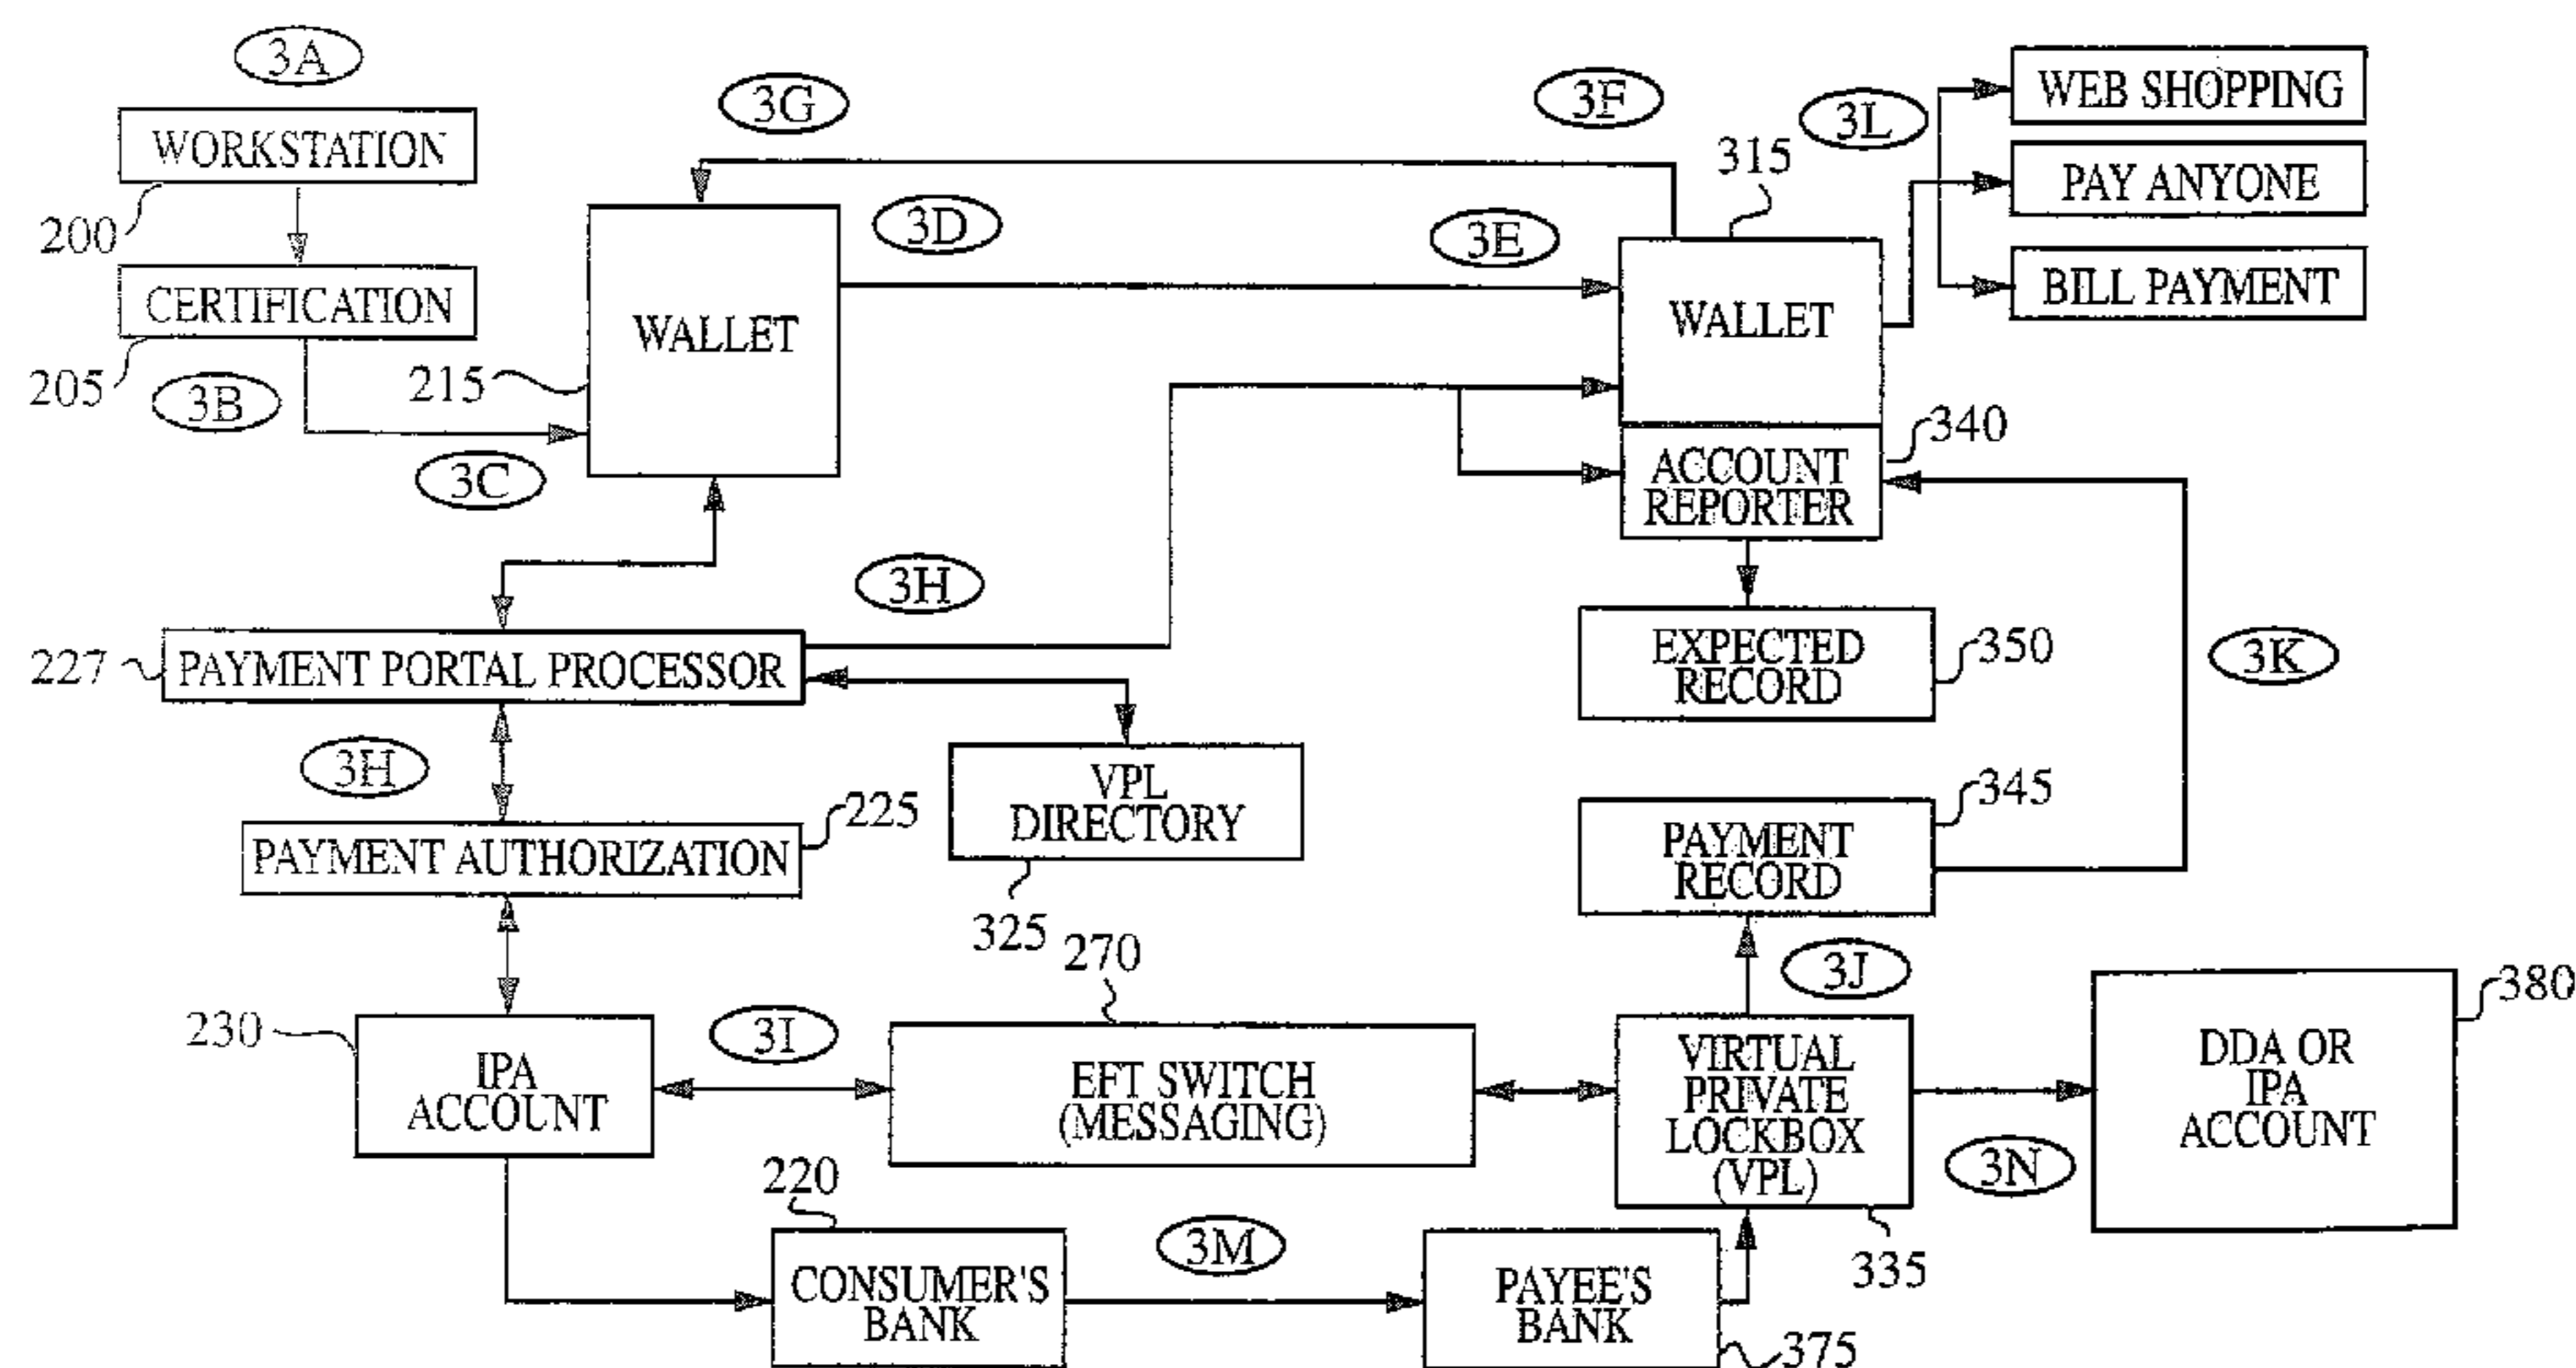 3A
WORKSTATION
200
CERTIFICATION
205
3B
3C
3G
WALLET
215
3D
3E
3F
3L
315
WALLET
WEB SHOPPING
PAY ANYONE
BILL PAYMENT
ACCOUNT
REPORTER
340
3H
227
PAYMENT PORTAL PROCESSOR
EXPECTED
RECORD
350
3K
3H
VPL
DIRECTORY
325
PAYMENT AUTHORIZATION
225
PAYMENT
RECORD
345
3J
230
IPA
ACCOUNT
3I
270
EFT SWITCH
(MESSAGING)
VIRTUAL
PRIVATE
LOCKBOX
(VPL)
335
3N
DDA OR
IPA
ACCOUNT
380
220
CONSUMER'S
BANK
3M
PAYEE'S
BANK
375